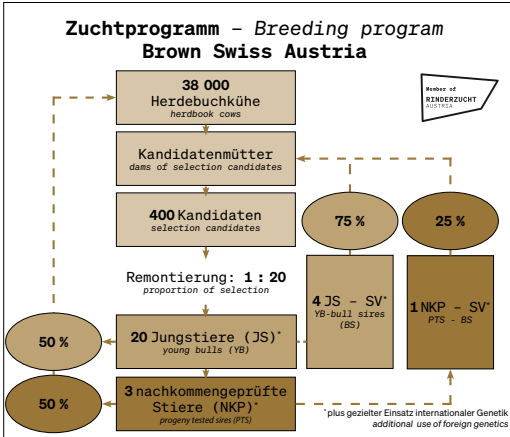 Zuchtprogramm – Breeding program
Brown Swiss Austria
Member of
RINDERZUCHT
AUSTRIA
38 000
Herdebuchkühe
herdbook cows
Kandidatenmütter
dams of selection candidates
400 Kandidaten
selection candidates
75 %
25 %
Remontierung: 1 : 20
proportion of selection
4 JS – SV*
YB-bull sires
(BS)
1 NKP – SV*
PTS - BS
50 %
20 Jungstiere (JS)*
young bulls (YB)
50 %
3 nachkommengeprüfte
Stiere (NKP)*
progeny tested sires (PTS)
*plus gezielter Einsatz internationaler Genetik
additional use of foreign genetics